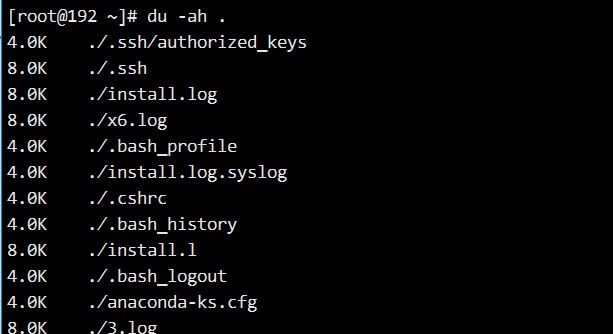 [root@192 ~]# du -ah .
4.0K    ./.ssh/authorized_keys
8.0K    ./.ssh
8.0K    ./install.log
8.0K    ./x6.log
4.0K    ./.bash_profile
4.0K    ./install.log.syslog
4.0K    ./.cshrc
4.0K    ./.bash_history
8.0K    ./install.l
4.0K    ./.bash_logout
4.0K    ./anaconda-ks.cfg
8.0K    ./3.log